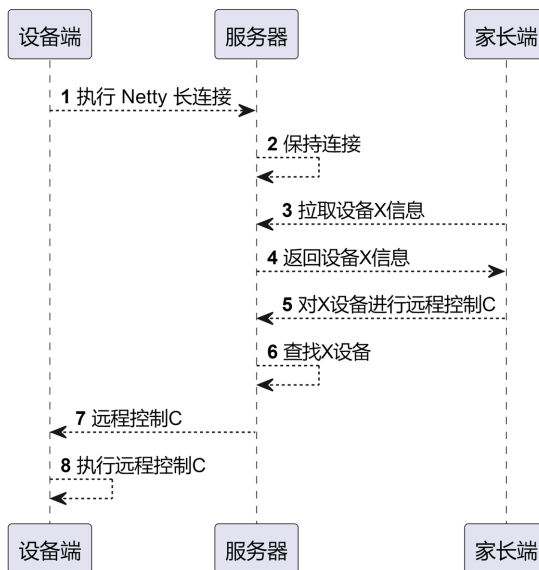 设备端
服务器
家长端
1 执行 Netty 长连接
2 保持连接
3 拉取设备X信息
4 返回设备X信息
5 对X设备进行远程控制C
6 查找X设备
7 远程控制C
8 执行远程控制C
设备端
服务器
家长端